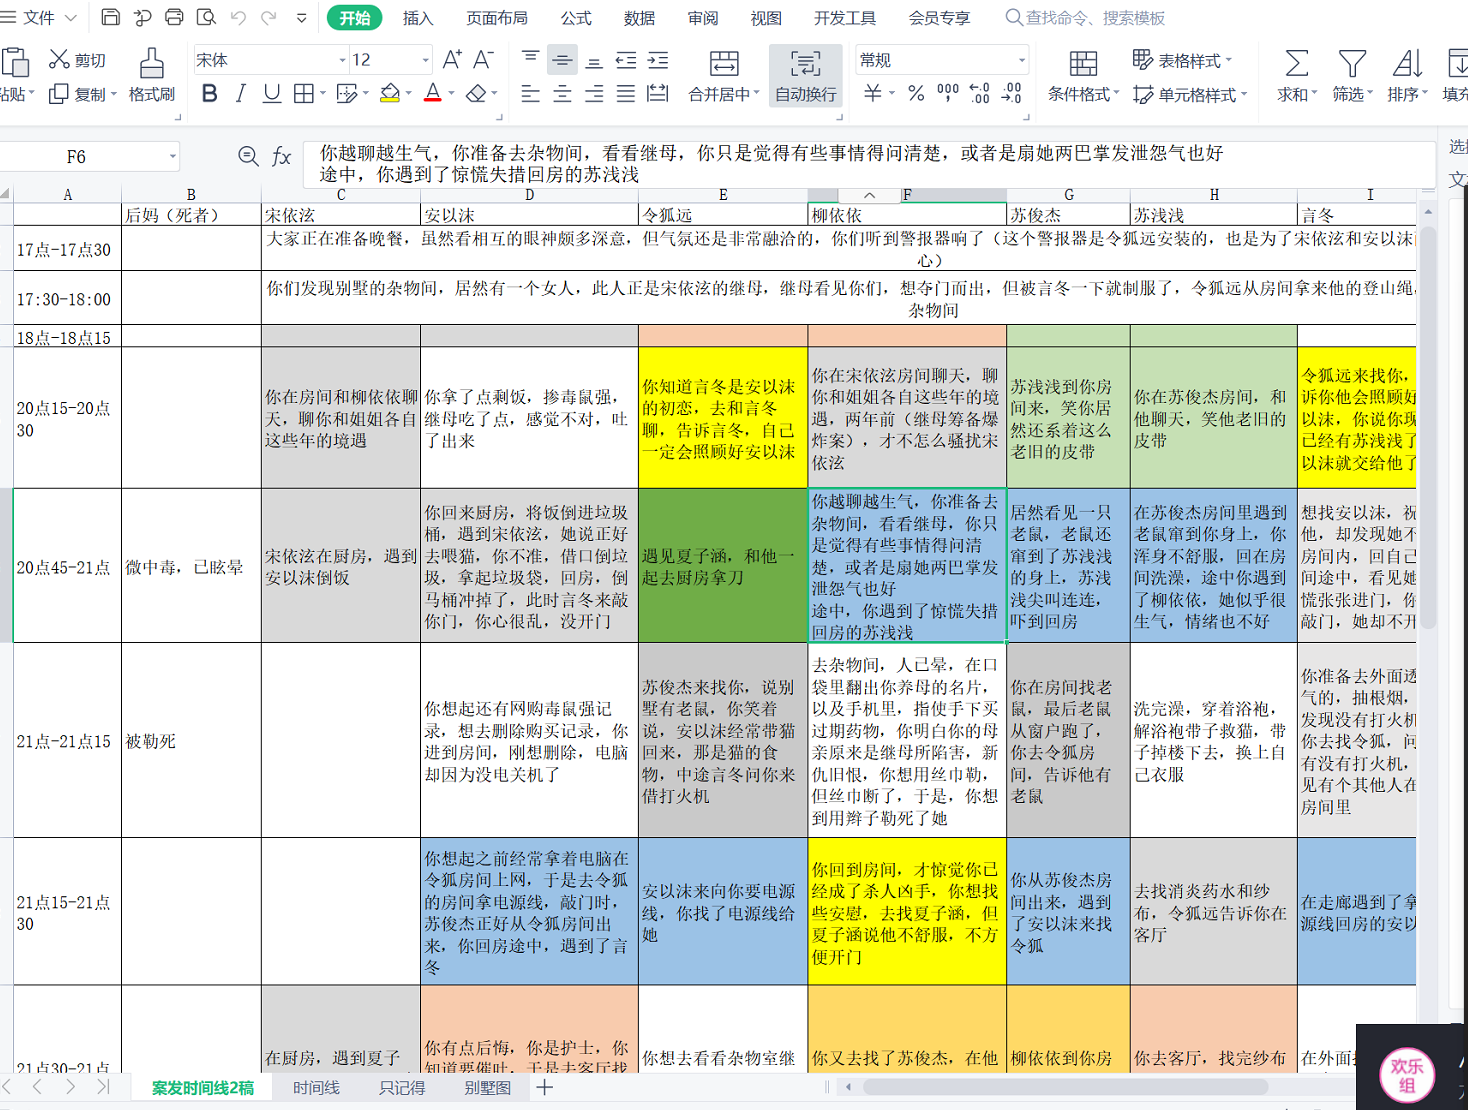 文件 开始 插入 页面布局 公式 数据 审阅 视图 开发工具 会员专享 查找命令、搜索模板
剪切 宋体 12 A⁺ A⁻ 常规 表格样式
粘贴 复制 格式刷 B I U A 合并居中 自动换行 ¥ % 000 条件格式 单元格样式 求和 筛选 排序 填充
F6 fx 你越聊越生气，你准备去杂物间，看看继母，你只是觉得有些事情得问清楚，或者是扇她两巴掌发泄怨气也好
途中，你遇到了惊慌失措回房的苏浅浅
A B C D E F G H I
后妈（死者） 宋依泫 安以沫 令狐远 柳依依 苏俊杰 苏浅浅 言冬
17点-17点30
大家正在准备晚餐，虽然看相互的眼神颇多深意，但气氛还是非常融洽的，你们听到警报器响了（这个警报器是令狐远安装的，也是为了宋依泫和安以沫
心）
17:30-18:00
你们发现别墅的杂物间，居然有一个女人，此人正是宋依泫的继母，继母看见你们，想夺门而出，但被言冬一下就制服了，令狐远从房间拿来他的登山绳，
杂物间
18点-18点15
20点15-20点
30
你在房间和柳依依聊
天，聊你和姐姐各自
这些年的境遇
你拿了点剩饭，掺毒鼠强，
继母吃了点，感觉不对，吐
了出来
你知道言冬是安以沫
的初恋，去和言冬
聊，告诉言冬，自己
一定会照顾好安以沫
你在宋依泫房间聊天，聊
你和姐姐各自这些年的境
遇，两年前（继母筹备爆
炸案），才不怎么骚扰宋
依泫
苏浅浅到你房
间来，笑你居
然还系着这么
老旧的皮带
你在苏俊杰房间，和
他聊天，笑他老旧的
皮带
令狐远来找你，
诉你他会照顾好
以沫，你说你现
已经有苏浅浅了
以沫就交给他了
20点45-21点
微中毒，已眩晕
宋依泫在厨房，遇到
安以沫倒饭
你回来厨房，将饭倒进垃圾
桶，遇到宋依泫，她说正好
去喂猫，你不准，借口倒垃
圾，拿起垃圾袋，回房，倒
马桶冲掉了，此时言冬来敲
你门，你心很乱，没开门
遇见夏子涵，和他一
起去厨房拿刀
你越聊越生气，你准备去
杂物间，看看继母，你只
是觉得有些事情得问清
楚，或者是扇她两巴掌发
泄怨气也好
途中，你遇到了惊慌失措
回房的苏浅浅
居然看见一只
老鼠，老鼠还
窜到了苏浅浅
的身上，苏浅
浅尖叫连连，
吓到回房
在苏俊杰房间里遇到
老鼠窜到你身上，你
浑身不舒服，回在房
间洗澡，途中你遇到
了柳依依，她似乎很
生气，情绪也不好
想找安以沫，祝
他，却发现她不
房间内，回自己
间途中，看见她
慌张张进门，你
敲门，她却不开
21点-21点15
被勒死
你想起还有网购毒鼠强记
录，想去删除购买记录，你
进到房间，刚想删除，电脑
却因为没电关机了
苏俊杰来找你，说别
墅有老鼠，你笑着
说，安以沫经常带猫
回来，那是猫的食
物，中途言冬问你来
借打火机
去杂物间，人已晕，在口
袋里翻出你养母的名片，
以及手机里，指使手下买
过期药物，你明白你的母
亲原来是继母所陷害，新
仇旧恨，你想用丝巾勒，
但丝巾断了，于是，你想
到用辫子勒死了她
你在房间找老
鼠，最后老鼠
从窗户跑了，
你去令狐房
间，告诉他有
老鼠
洗完澡，穿着浴袍，
解浴袍带子救猫，带
子掉楼下去，换上自
己衣服
你准备去外面透
气的，抽根烟，
发现没有打火机
你去找令狐，问
有没有打火机，
见有个其他人在
房间里
21点15-21点
30
你想起之前经常拿着电脑在
令狐房间上网，于是去令狐
的房间拿电源线，敲门时，
苏俊杰正好从令狐房间出
来，你回房途中，遇到了言
冬
安以沫来向你要电源
线，你找了电源线给
她
你回到房间，才惊觉你已
经成了杀人凶手，你想找
些安慰，去找夏子涵，但
夏子涵说他不舒服，不方
便开门
你从苏俊杰房
间出来，遇到
了安以沫来找
令狐
去找消炎药水和纱
布，令狐远告诉你在
客厅
在走廊遇到了拿
源线回房的安以
21点30-21点
在厨房，遇到夏子
你有点后悔，你是护士，你
知道要催吐，于是去客厅找
你想去看看杂物室继
你又去找了苏俊杰，在他
柳依依到你房
你去客厅，找完纱布
在外面
案发时间线2稿 时间线 只记得 别墅图
欢乐
组